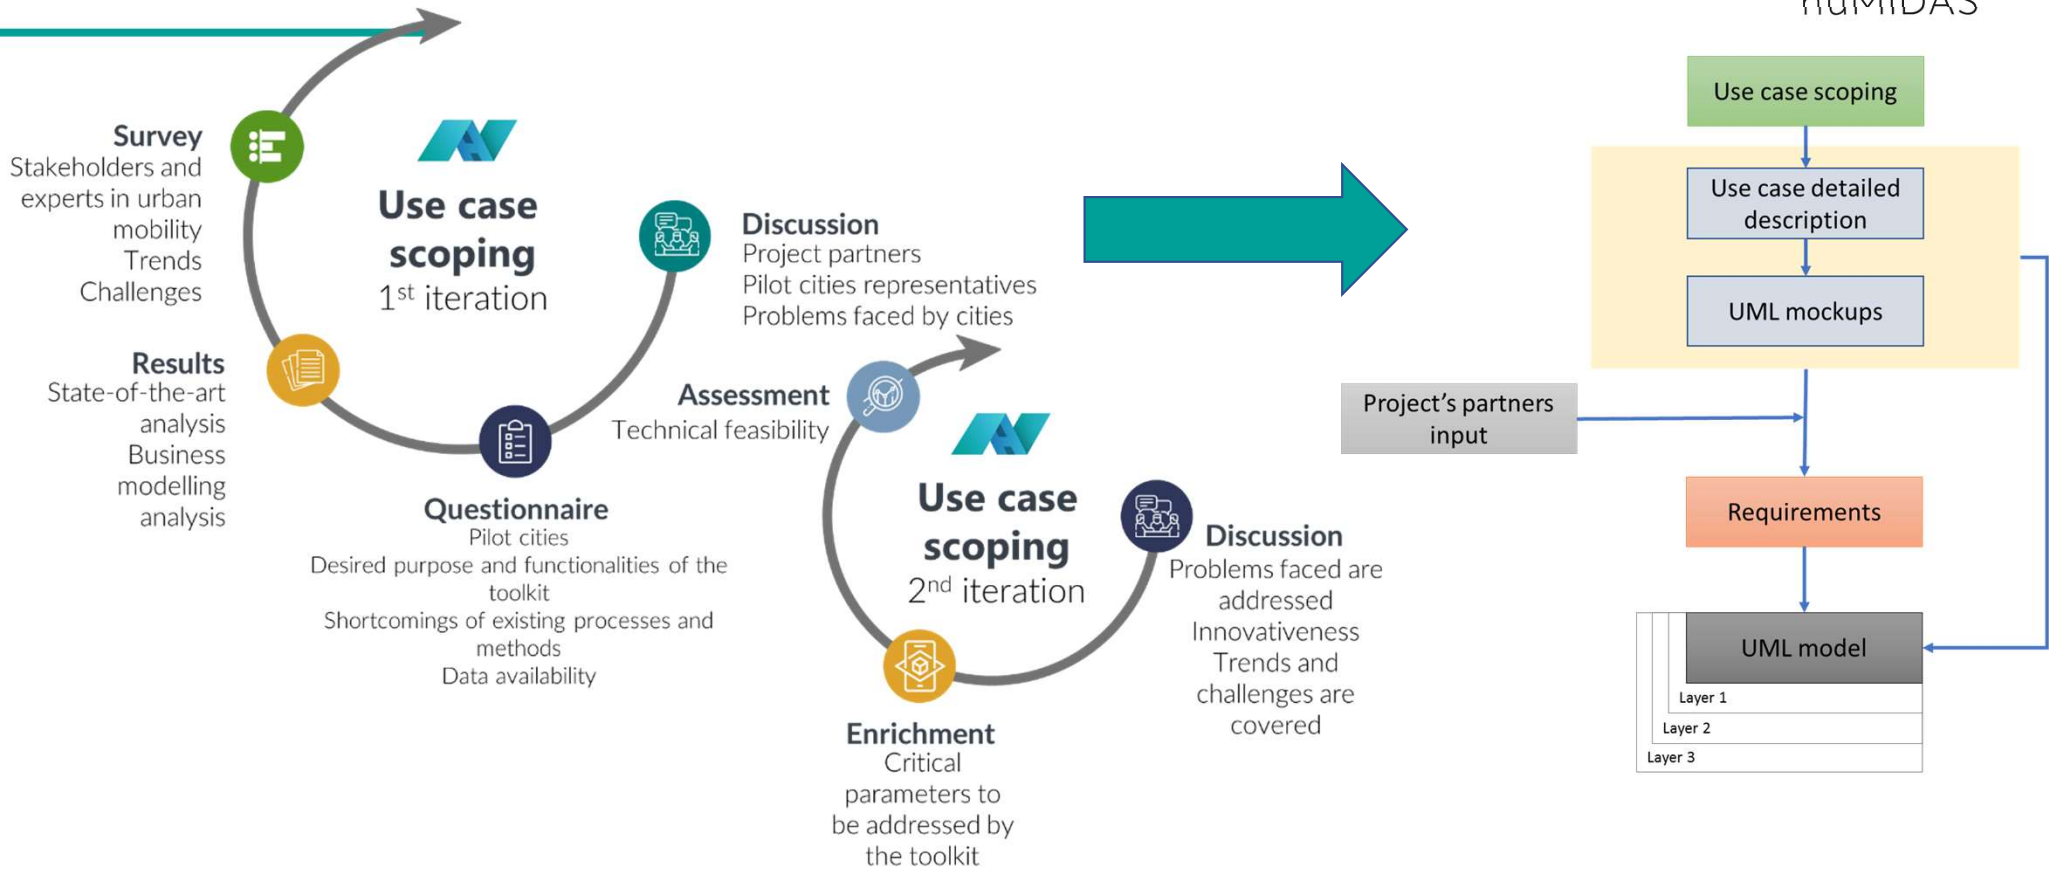 nuMIDAS
Survey
Stakeholders and
experts in urban
mobility
Trends
Challenges
Results
State-of-the-art
analysis
Business
modelling
analysis
Use case
scoping
1st iteration
Questionnaire
Pilot cities
Desired purpose and functionalities of the
toolkit
Shortcomings of existing processes and
methods
Data availability
Discussion
Project partners
Pilot cities representatives
Problems faced by cities
Assessment
Technical feasibility
Use case
scoping
2nd iteration
Enrichment
Critical
parameters to
be addressed by
the toolkit
Discussion
Problems faced are
addressed
Innovativeness
Trends and
challenges are
covered
Use case scoping
Use case detailed
description
UML mockups
Project's partners
input
Requirements
UML model
Layer 1
Layer 2
Layer 3